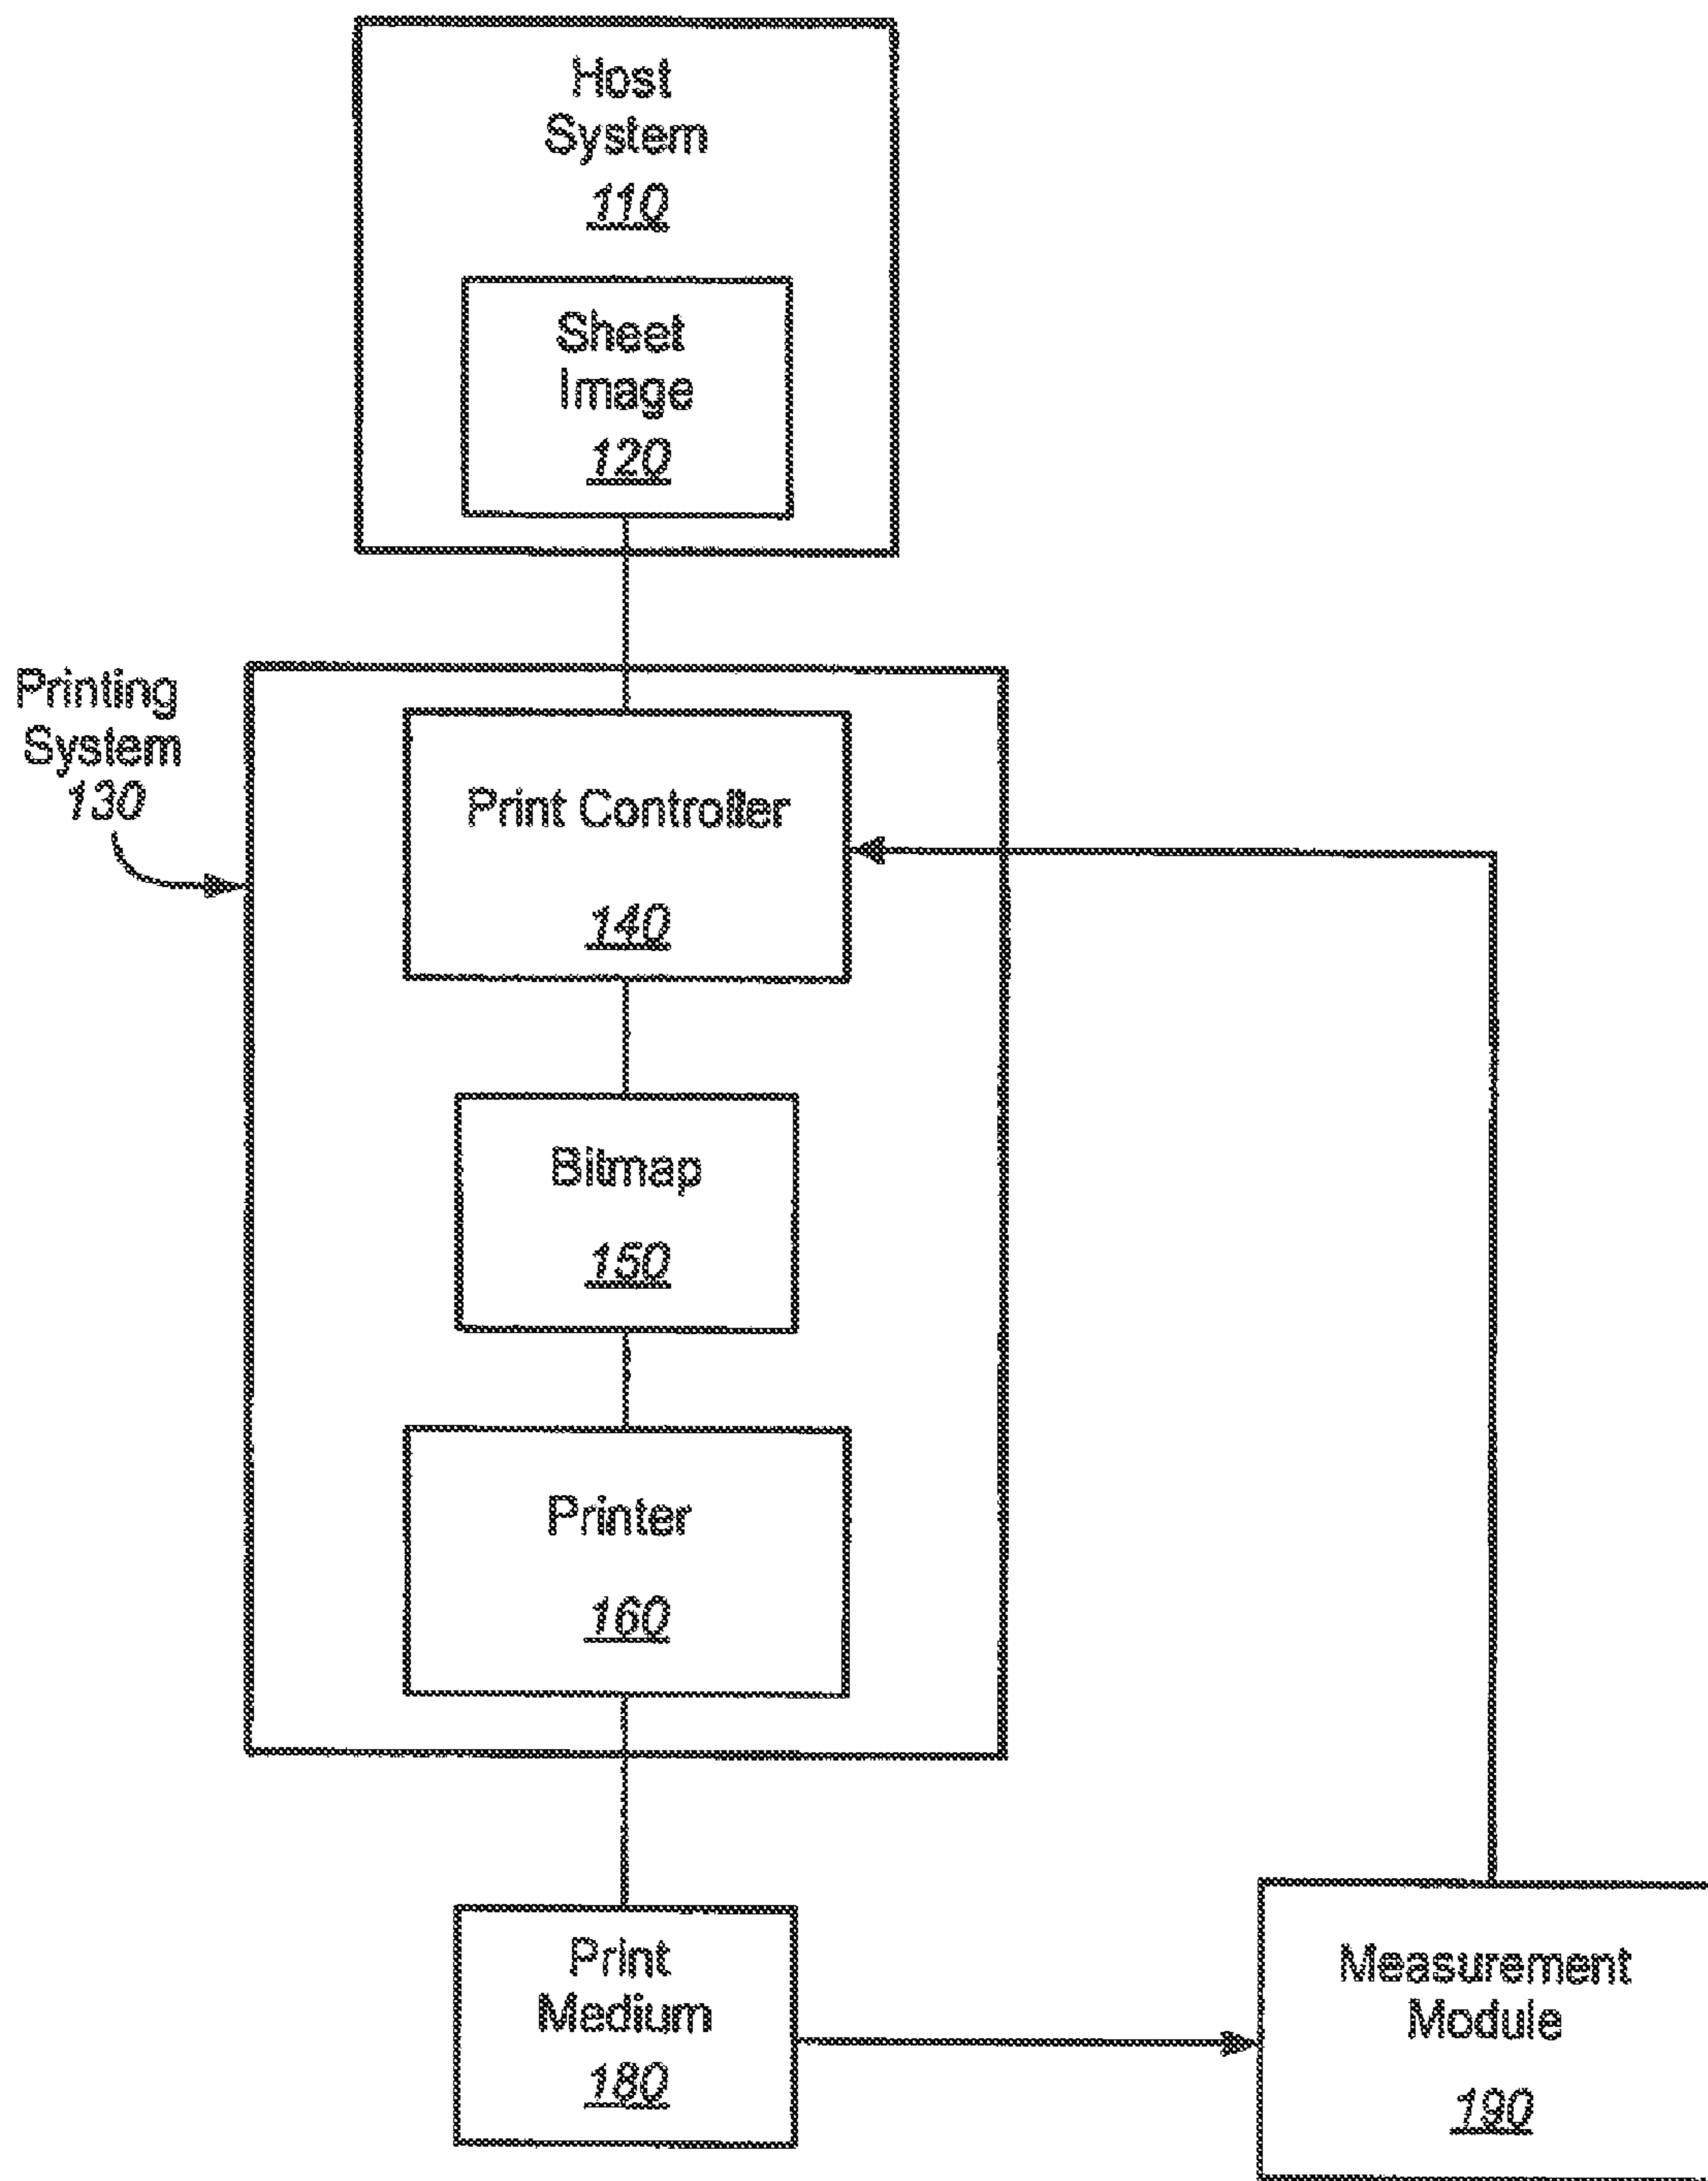 Host
System
110
Sheet
Image
120
Printing
System
130
Print Controller
140
Bitmap
150
Printer
160
Print
Medium
180
Measurement
Module
190